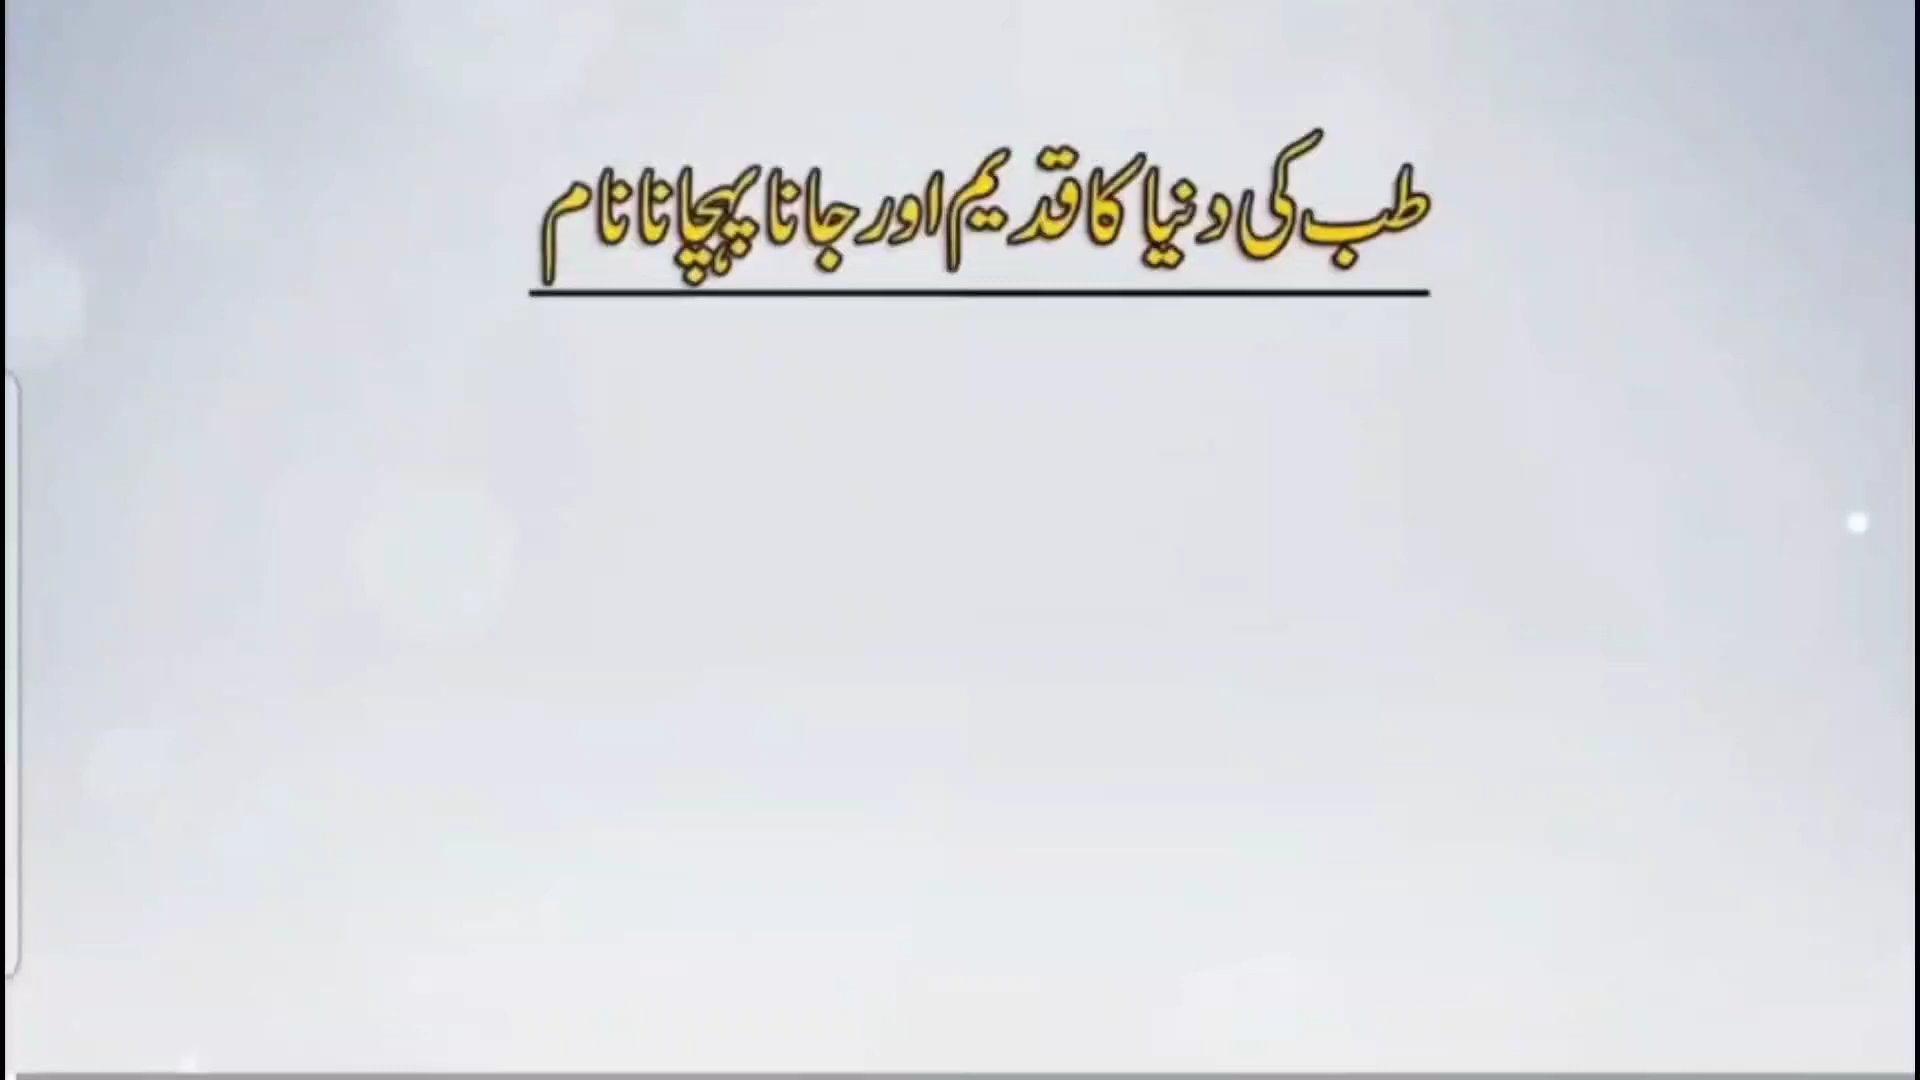 طب کی دنیا کا قدیم اور جانا پہچانا نام